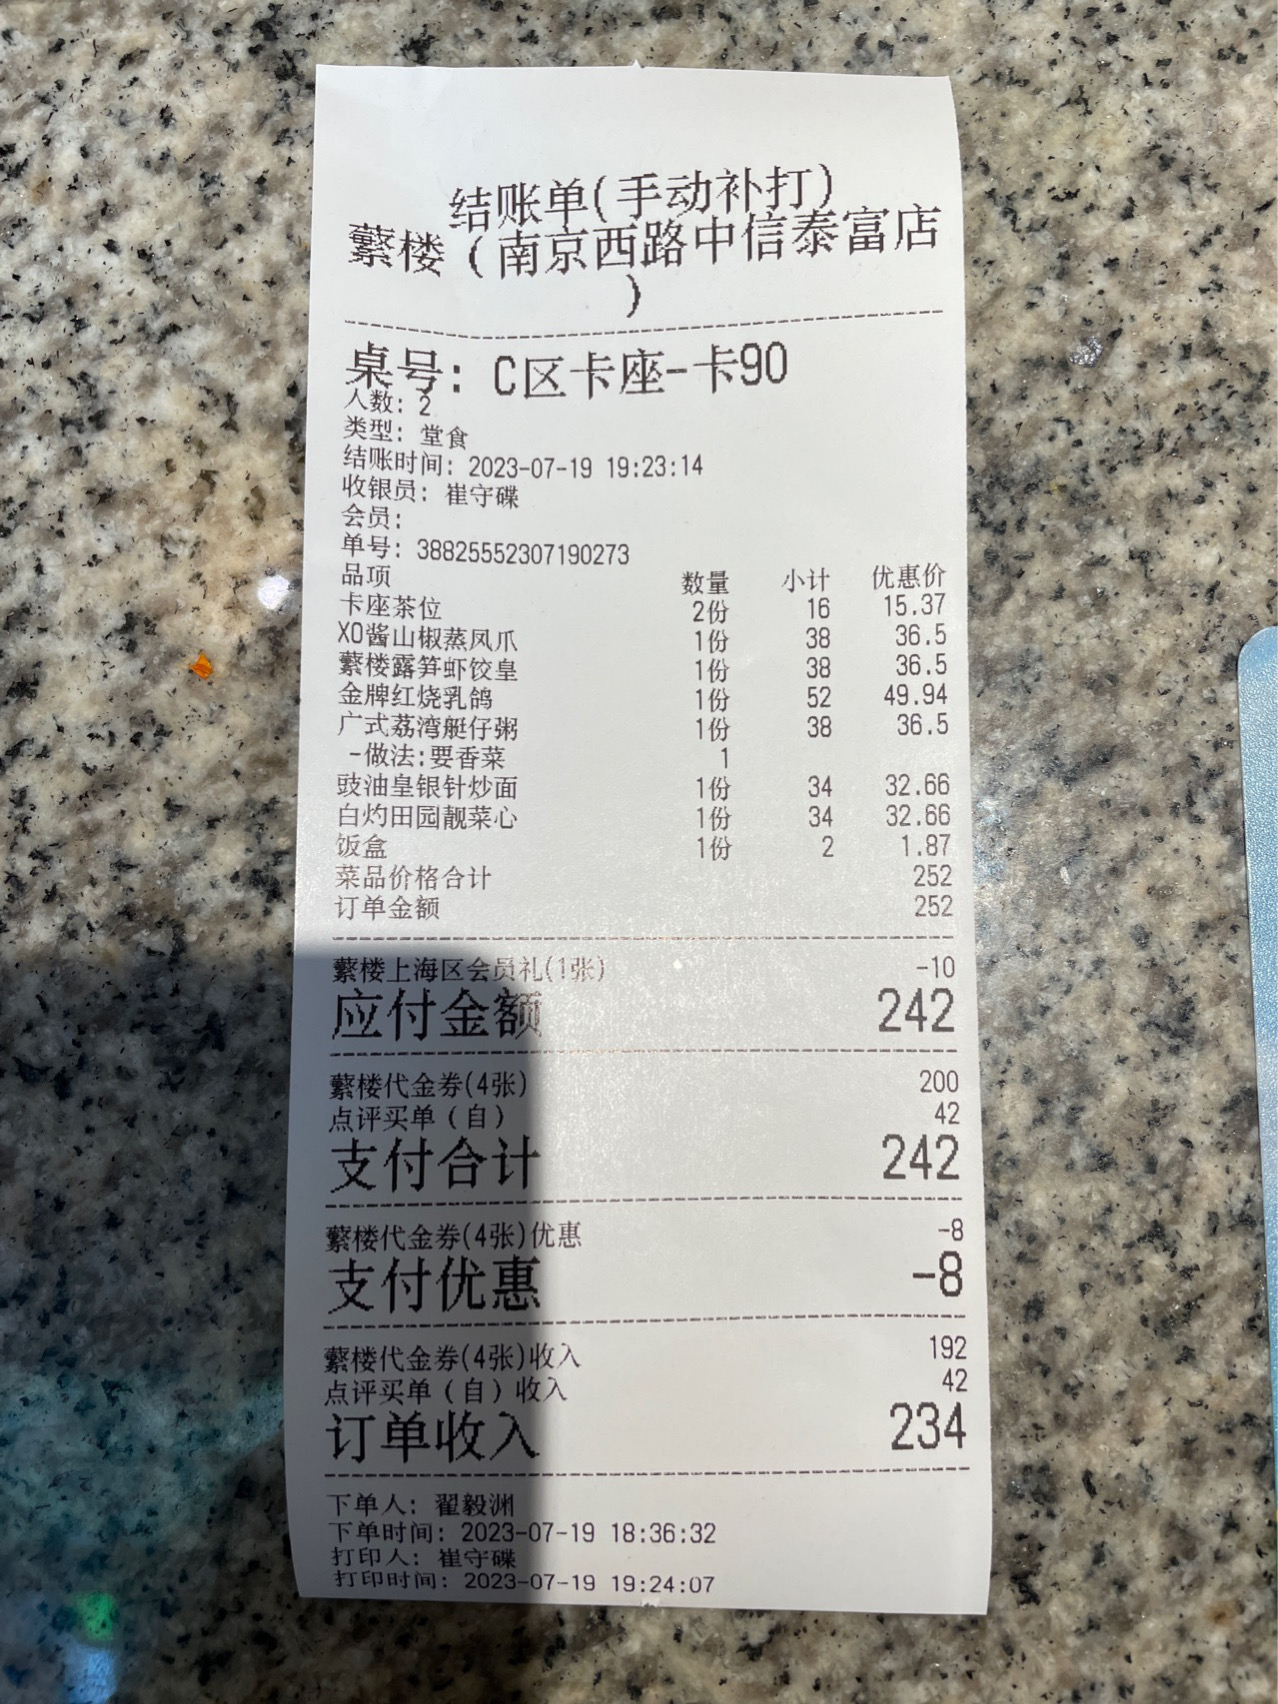 结账单(手动补打)
蘩楼(南京西路中信泰富店
)
桌号: C区卡座-卡90
人数: 2
类型: 堂食
结账时间: 2023-07-19 19:23:14
收银员: 崔守碟
会员:
单号: 38825552307190273
品项 数量 小计 优惠价
卡座茶位 2份 16 15.37
XO酱山椒蒸凤爪 1份 38 36.5
蘩楼露笋虾饺皇 1份 38 36.5
金牌红烧乳鸽 1份 52 49.94
广式荔湾艇仔粥 1份 38 36.5
-做法:要香菜 1
豉油皇银针炒面 1份 34 32.66
白灼田园靓菜心 1份 34 32.66
饭盒 1份 2 1.87
菜品价格合计 252
订单金额 252
蘩楼上海区会员礼(1张) -10
应付金额 242
蘩楼代金券(4张) 200
点评买单(自) 42
支付合计 242
蘩楼代金券(4张)优惠 -8
支付优惠 -8
蘩楼代金券(4张)收入 192
点评买单(自)收入 42
订单收入 234
下单人: 翟毅渊
下单时间: 2023-07-19 18:36:32
打印人: 崔守碟
打印时间: 2023-07-19 19:24:07